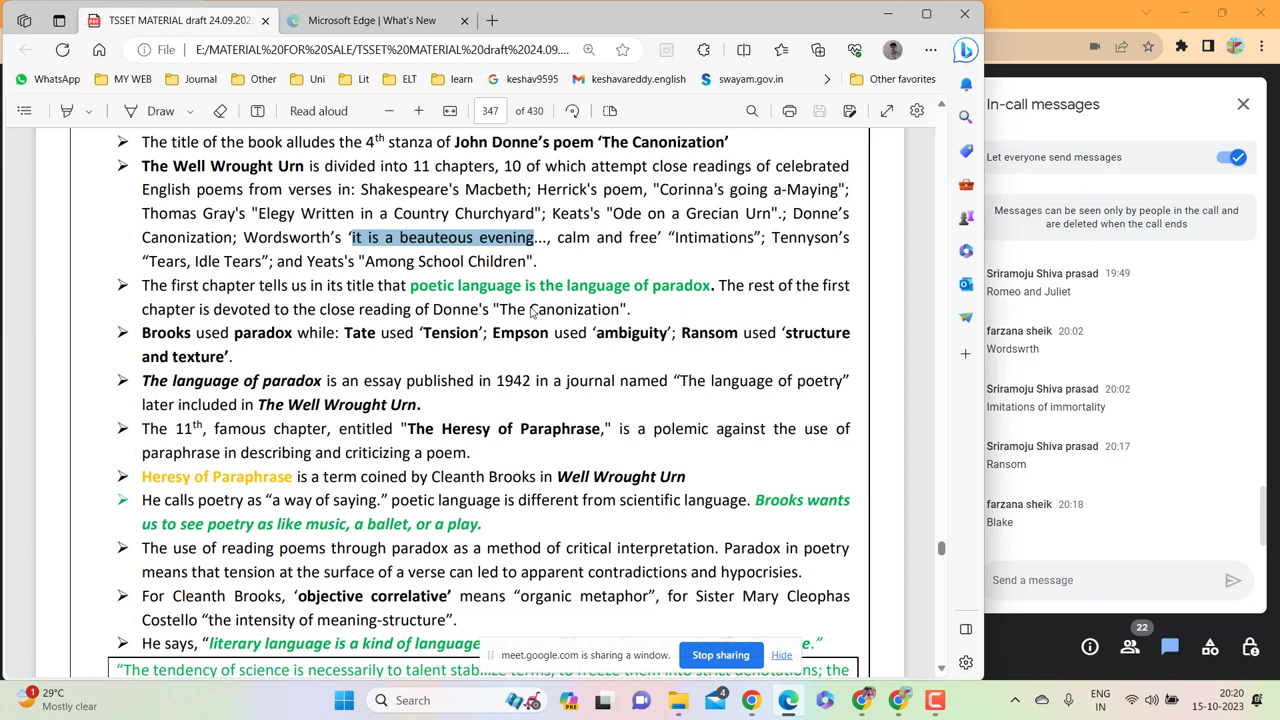 TSSET MATERIAL draft 24.09.202
Microsoft Edge | What's New
File
E:/MATERIAL%20FOR%20SALE/TSSET%20MATERIAL%20draft%2024.09....
WhatsApp MY WEB Journal Other Uni Lit ELT learn keshav9595 keshavareddy.english swayam.gov.in Other favorites
Draw Read aloud 347 of 430
The title of the book alludes the 4th stanza of John Donne's poem 'The Canonization'
The Well Wrought Urn is divided into 11 chapters, 10 of which attempt close readings of celebrated
English poems from verses in: Shakespeare's Macbeth; Herrick's poem, "Corinna's going a-Maying";
Thomas Gray's "Elegy Written in a Country Churchyard"; Keats's "Ode on a Grecian Urn".; Donne's
Canonization; Wordsworth's 'it is a beauteous evening..., calm and free' “Intimations”; Tennyson's
“Tears, Idle Tears”; and Yeats's "Among School Children".
The first chapter tells us in its title that poetic language is the language of paradox. The rest of the first
chapter is devoted to the close reading of Donne's "The Canonization".
Brooks used paradox while: Tate used 'Tension'; Empson used 'ambiguity'; Ransom used 'structure
and texture'.
The language of paradox is an essay published in 1942 in a journal named “The language of poetry”
later included in The Well Wrought Urn.
The 11th, famous chapter, entitled "The Heresy of Paraphrase," is a polemic against the use of
paraphrase in describing and criticizing a poem.
Heresy of Paraphrase is a term coined by Cleanth Brooks in Well Wrought Urn
He calls poetry as “a way of saying.” poetic language is different from scientific language. Brooks wants
us to see poetry as like music, a ballet, or a play.
The use of reading poems through paradox as a method of critical interpretation. Paradox in poetry
means that tension at the surface of a verse can led to apparent contradictions and hypocrisies.
For Cleanth Brooks, 'objective correlative' means “organic metaphor”, for Sister Mary Cleophas
Costello “the intensity of meaning-structure”.
He says, “literary language is a kind of language
e.”
“The tendency of science is necessarily to talent stabilize terms, to freeze them into strict denotations; the
meet.google.com is sharing a window. Stop sharing Hide
In-call messages
Let everyone send messages
Messages can be seen only by people in the call and
are deleted when the call ends
Sriramoju Shiva prasad 19:49
Romeo and Juliet
farzana sheik 20:02
Wordswrth
Sriramoju Shiva prasad 20:02
Imitations of immortality
Sriramoju Shiva prasad 20:17
Ransom
farzana sheik 20:18
Blake
Send a message
22
1
29°C
Mostly clear
Search
PRE
4
ENG
IN
20:20
15-10-2023